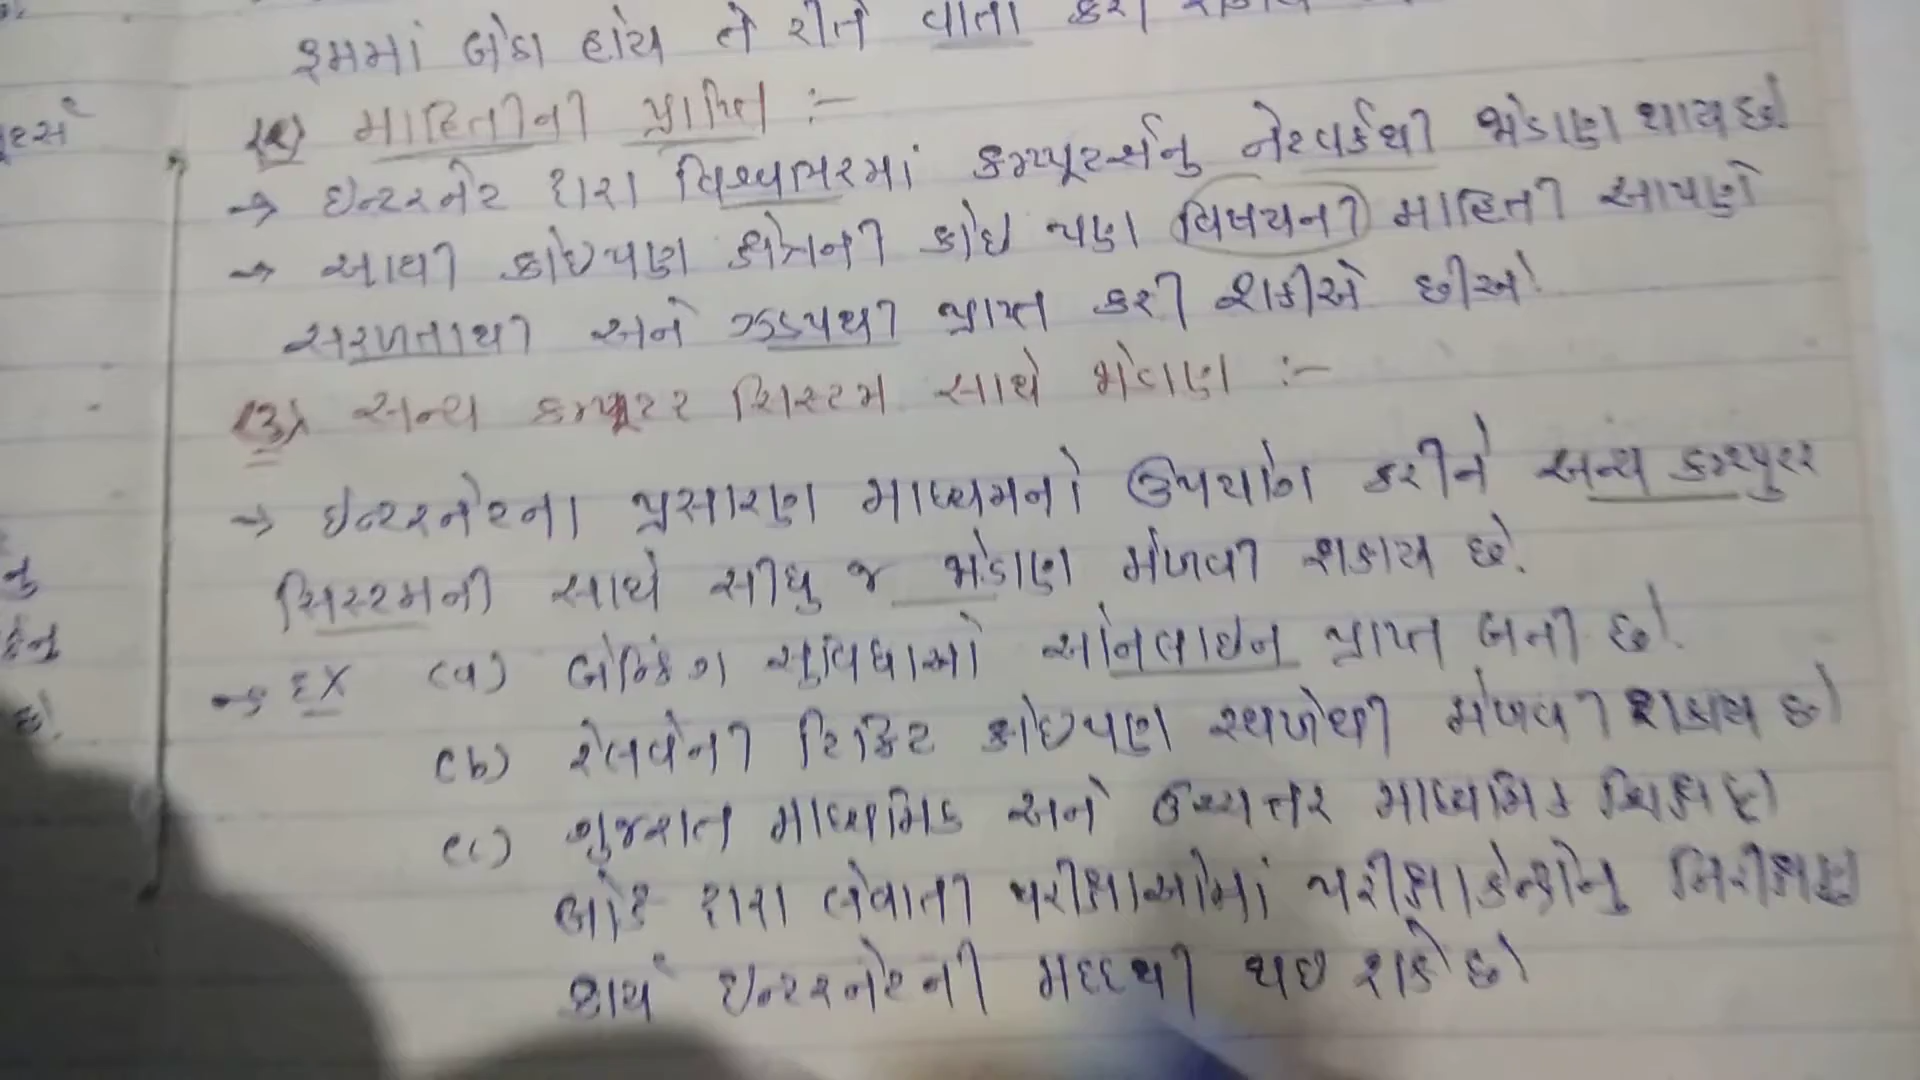 રૂમમાં બેઠા હોય તે રીતે વાતો કરી
(૨) માહિતીની પ્રાપ્તિ :-
→ ઇન્ટરનેટ દ્વારા વિશ્વભરમાં કમ્પ્યૂટર્સનુ નેટવર્કથી જોડાણ થાય છે.
→ આથી કોઇપણ ક્ષેત્રની કોઇ પણ વિષયની માહિતી આપણે
સરળતાથી અને ઝડપથી પ્રાપ્ત કરી શકીએ છીએ.
(૩) અન્ય કમ્પ્યૂટર સિસ્ટમ સાથે જોડાણ :-
→ ઇન્ટરનેટના પ્રસારણ માધ્યમનો ઉપયોગ કરીને અન્ય કમ્પ્યુટર
સિસ્ટમની સાથે સીધુ જ જોડાણ મેળવી શકાય છે.
→ EX (a) બેન્કિંગ સુવિધાઓ ઓનલાઇન પ્રાપ્ત બની છે.
(b) રેલવેની ટિકિટ કોઇપણ સ્થળેથી મેળવી શકાય છે
(c) ગુજરાત માધ્યમિક અને ઉચ્ચતર માધ્યમિક
બોર્ડ દ્વારા લેવાતી પરીક્ષાઓમાં પરીક્ષાકેન્દ્રોનુ નિરીક્ષણ
કાર્ય ઇન્ટરનેટની મદદથી થઇ શકે છે
નુ
છે.